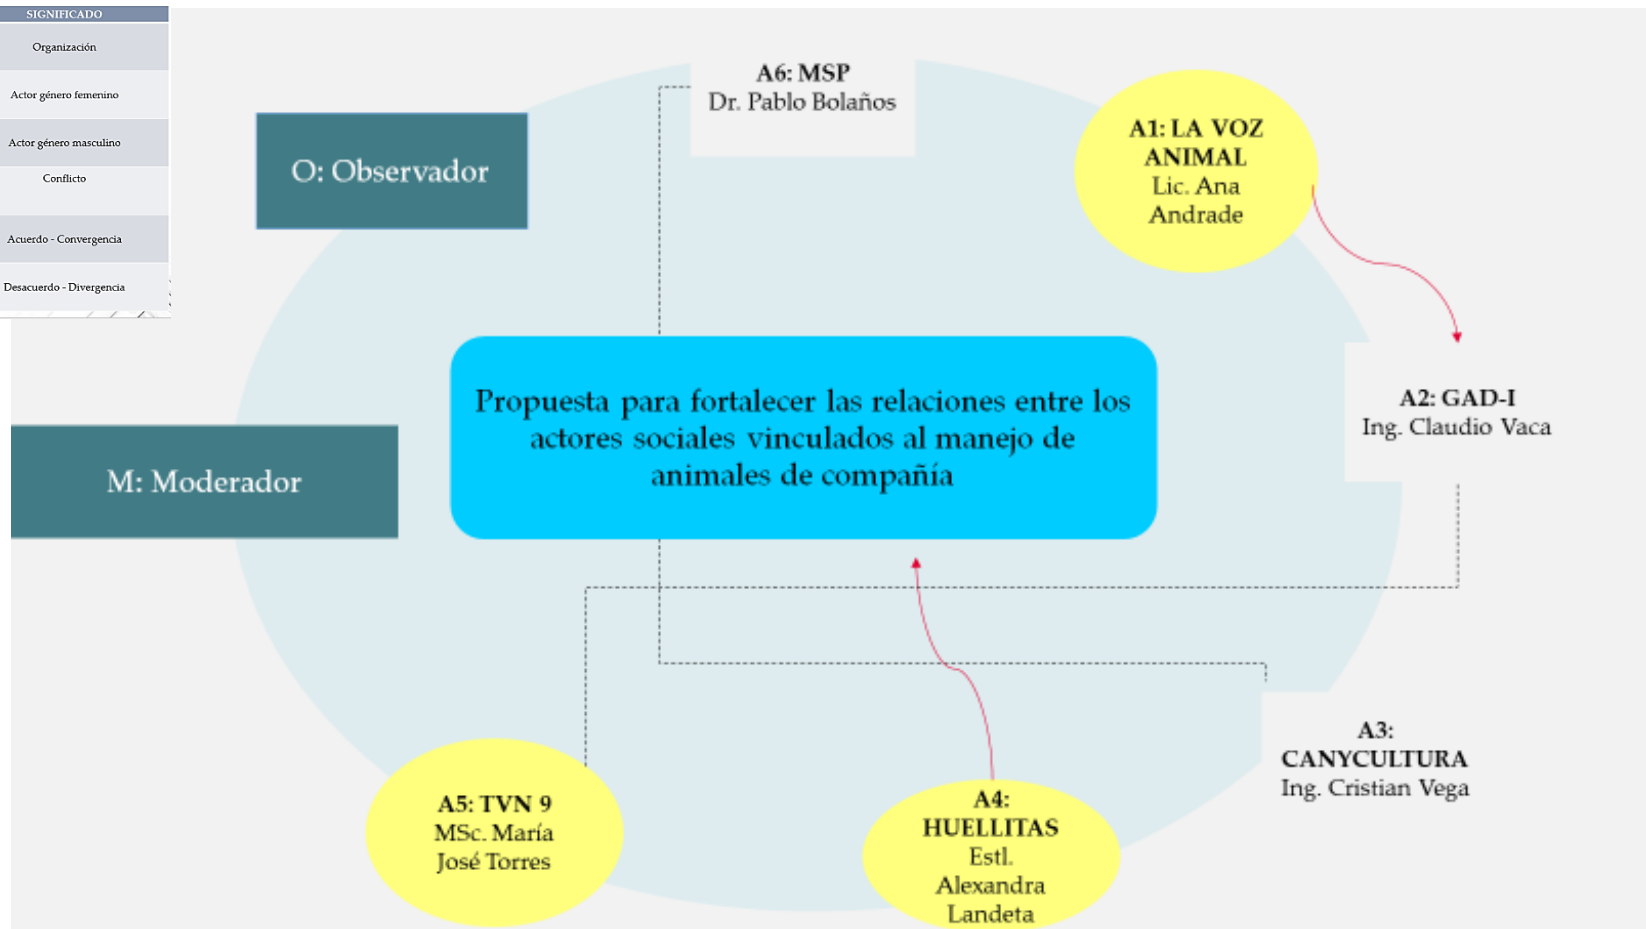 SIGNIFICADO
Organización
Actor género femenino
Actor género masculino
Conflicto
Acuerdo - Convergencia
Desacuerdo - Divergencia
A6: MSP
Dr. Pablo Bolaños
O: Observador
A1: LA VOZ
ANIMAL
Lic. Ana
Andrade
Propuesta para fortalecer las relaciones entre los
actores sociales vinculados al manejo de
animales de compañía
A2: GAD-I
Ing. Claudio Vaca
M: Moderador
A3:
CANYCULTURA
Ing. Cristian Vega
A5: TVN 9
MSc. María
José Torres
A4:
HUELLITAS
Estl.
Alexandra
Landeta